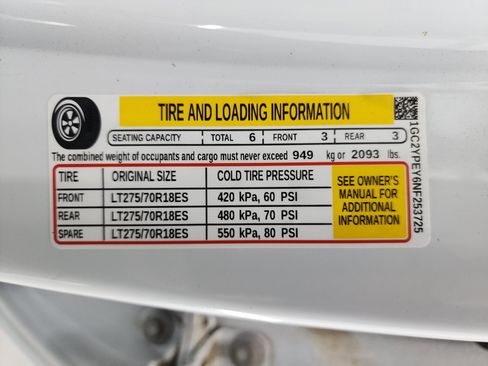 TIRE AND LOADING INFORMATION
SEATING CAPACITY TOTAL 6 FRONT 3 REAR 3
The combined weight of occupants and cargo must never exceed 949 kg or 2093 lbs.
TIRE ORIGINAL SIZE COLD TIRE PRESSURE
FRONT LT275/70R18ES 420 kPa, 60 PSI
REAR LT275/70R18ES 480 kPa, 70 PSI
SPARE LT275/70R18ES 550 kPa, 80 PSI
SEE OWNER'S
MANUAL FOR
ADDITIONAL
INFORMATION
1GC2YPEY6NF253725